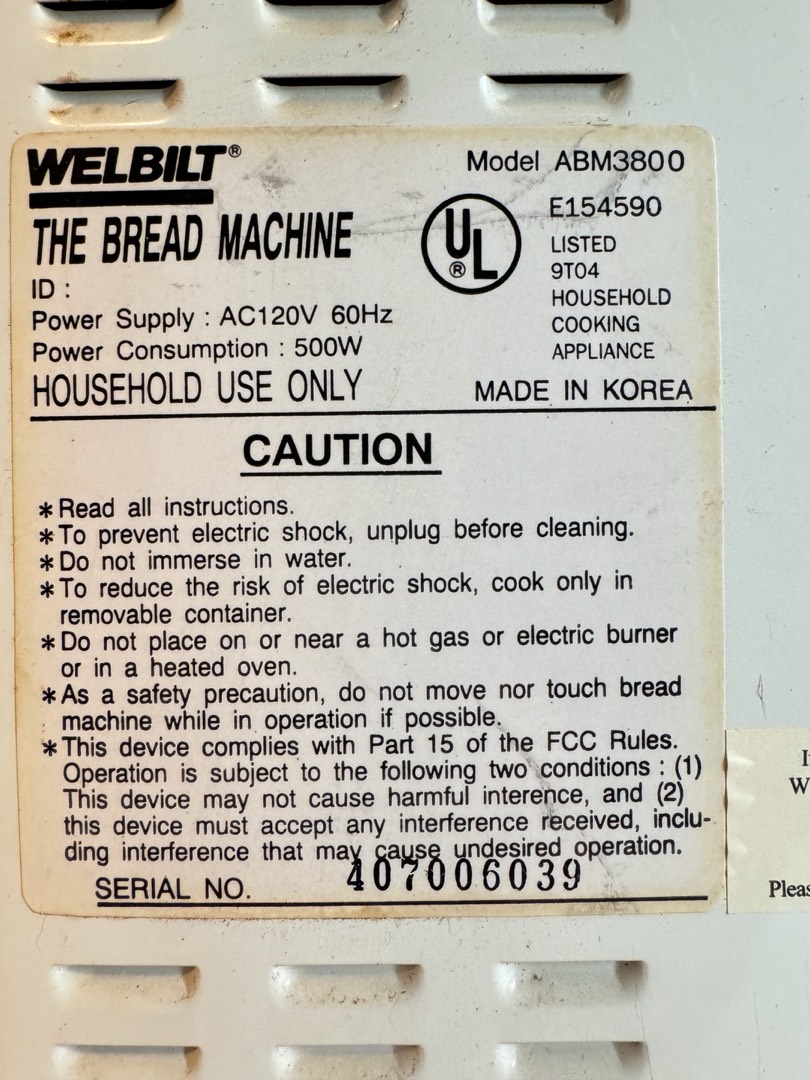 WELBILT®
Model ABM3800
THE BREAD MACHINE
UL ®
E154590
LISTED
9T04
HOUSEHOLD
COOKING
APPLIANCE
ID :
Power Supply : AC120V 60Hz
Power Consumption : 500W
HOUSEHOLD USE ONLY
MADE IN KOREA
CAUTION
* Read all instructions.
* To prevent electric shock, unplug before cleaning.
* Do not immerse in water.
* To reduce the risk of electric shock, cook only in
removable container.
* Do not place on or near a hot gas or electric burner
or in a heated oven.
* As a safety precaution, do not move nor touch bread
machine while in operation if possible.
* This device complies with Part 15 of the FCC Rules.
Operation is subject to the following two conditions : (1)
This device may not cause harmful interence, and (2)
this device must accept any interference received, inclu-
ding interference that may cause undesired operation.
SERIAL NO. 407006039